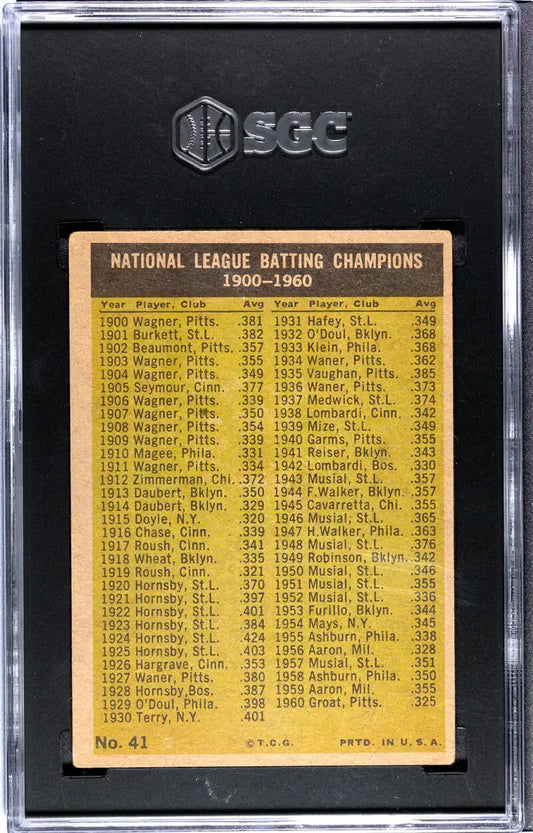 SGC
NATIONAL LEAGUE BATTING CHAMPIONS
1900-1960
Year Player, Club Avg
1900 Wagner, Pitts. .381
1901 Burkett, St.L. .382
1902 Beaumont, Pitts. .357
1903 Wagner, Pitts. .355
1904 Wagner, Pitts. .349
1905 Seymour, Cinn. .377
1906 Wagner, Pitts. .339
1907 Wagner, Pitts. .350
1908 Wagner, Pitts. .354
1909 Wagner, Pitts. .339
1910 Magee, Phila. .331
1911 Wagner, Pitts. .334
1912 Zimmerman, Chi. .372
1913 Daubert, Bklyn. .350
1914 Daubert, Bklyn. .329
1915 Doyle, N.Y. .320
1916 Chase, Cinn. .339
1917 Roush, Cinn. .341
1918 Wheat, Bklyn. .335
1919 Roush, Cinn. .321
1920 Hornsby, St.L. .370
1921 Hornsby, St.L. .397
1922 Hornsby, St.L. .401
1923 Hornsby, St.L. .384
1924 Hornsby, St.L. .424
1925 Hornsby, St.L. .403
1926 Hargrave, Cinn. .353
1927 Waner, Pitts. .380
1928 Hornsby, Bos. .387
1929 O'Doul, Phila. .398
1930 Terry, N.Y. .401
Year Player, Club Avg
1931 Hafey, St.L. .349
1932 O'Doul, Bklyn. .368
1933 Klein, Phila. .368
1934 Waner, Pitts. .362
1935 Vaughan, Pitts. .385
1936 Waner, Pitts. .373
1937 Medwick, St.L. .374
1938 Lombardi, Cinn. .342
1939 Mize, St.L. .349
1940 Garms, Pitts. .355
1941 Reiser, Bklyn. .343
1942 Lombardi, Bos. .330
1943 Musial, St.L. .357
1944 F.Walker, Bklyn. .357
1945 Cavarretta, Chi. .355
1946 Musial, St.L. .365
1947 H.Walker, Phila. .363
1948 Musial, St.L. .376
1949 Robinson, Bklyn. .342
1950 Musial, St.L. .346
1951 Musial, St.L. .355
1952 Musial, St.L. .336
1953 Furillo, Bklyn. .344
1954 Mays, N.Y. .345
1955 Ashburn, Phila. .338
1956 Aaron, Mil. .328
1957 Musial, St.L. .351
1958 Ashburn, Phila. .350
1959 Aaron, Mil. .355
1960 Groat, Pitts. .325
No. 41 ©T.C.G. PRTD. IN U.S.A.